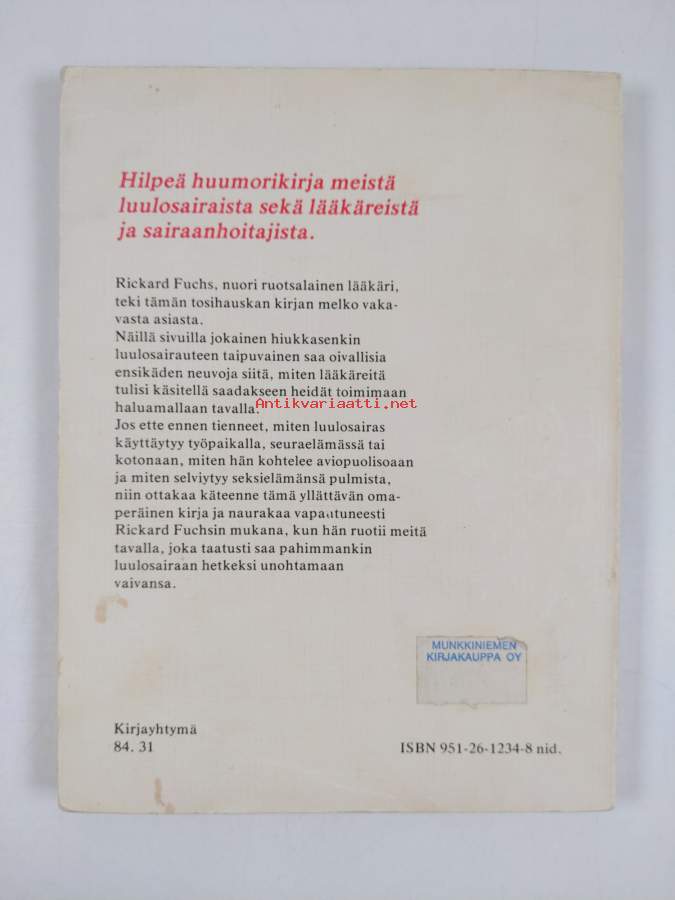 Hilpeä huumorikirja meistä
luulosairaista sekä lääkäreistä
ja sairaanhoitajista.
Rickard Fuchs, nuori ruotsalainen lääkäri,
teki tämän tosihauskan kirjan melko vaka-
vasta asiasta.
Näillä sivuilla jokainen hiukkasenkin
luulosairauteen taipuvainen saa oivallisia
ensikäden neuvoja siitä, miten lääkäreitä
tulisi käsitellä saadakseen heidät toimimaan
haluamallaan tavalla.
Antikvariaatti.net
Jos ette ennen tienneet, miten luulosairas
käyttäytyy työpaikalla, seuraelämässä tai
kotonaan, miten hän kohtelee aviopuolisoaan
ja miten selviytyy seksielämänsä pulmista,
niin ottakaa käteenne tämä yllättävän oma-
peräinen kirja ja naurakaa vapautuneesti
Rickard Fuchsin mukana, kun hän ruotii meitä
tavalla, joka taatusti saa pahimmankin
luulosairaan hetkeksi unohtamaan
vaivansa.
MUNKKINIEMEN
KIRJAKAUPPA OY
Kirjayhtymä
84. 31
ISBN 951-26-1234-8 nid.